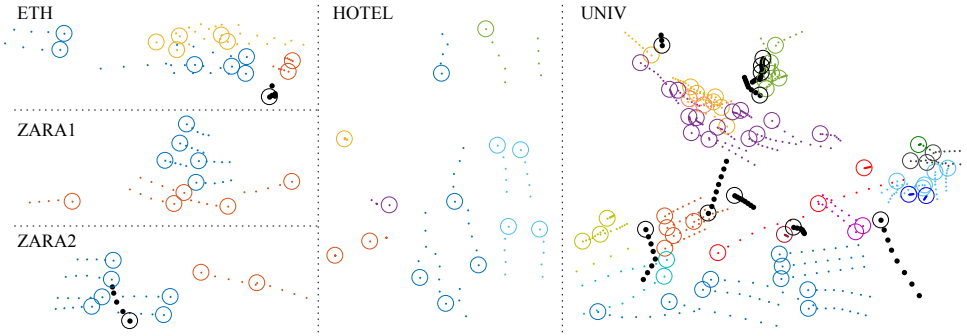 ETH
HOTEL
UNIV
ZARA1
ZARA2